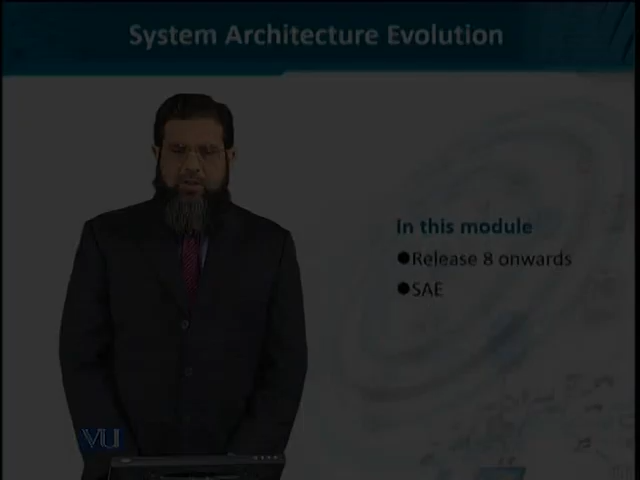 System Architecture Evolution
In this module
●Release 8 onwards
●SAE
VU